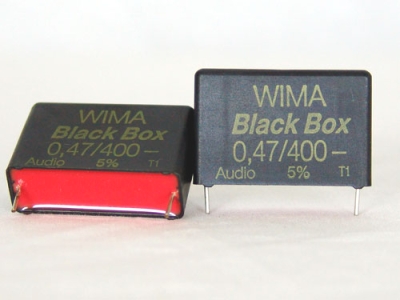 WIMA
Black Box
0,47/400 –
Audio 5% T1
WIMA
Black Box
0,47/400 –
Audio 5% T1